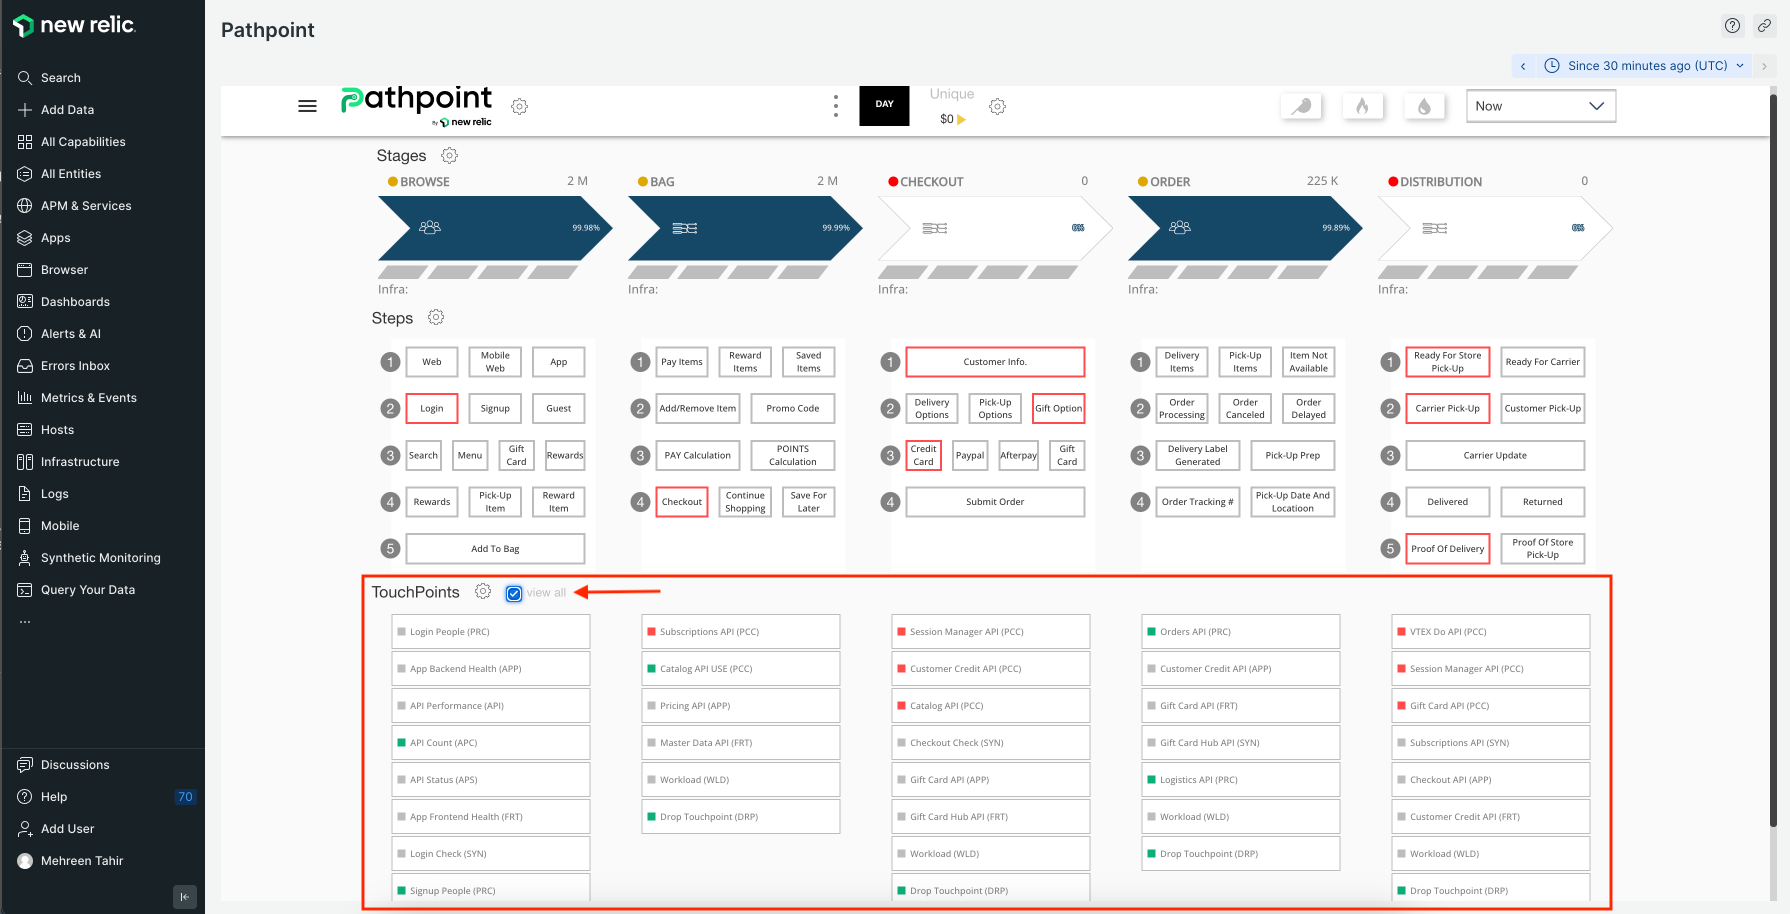 new relic.
Search
Add Data
All Capabilities
All Entities
APM & Services
Apps
Browser
Dashboards
Alerts & AI
Errors Inbox
Metrics & Events
Hosts
Infrastructure
Logs
Mobile
Synthetic Monitoring
Query Your Data
...
Discussions
Help 70
Add User
Mehreen Tahir
Pathpoint
Since 30 minutes ago (UTC)
Pathpoint
By new relic
DAY
Unique
$0
Now
Stages
BROWSE 2 M
BAG 2 M
CHECKOUT 0
ORDER 225 K
DISTRIBUTION 0
99.98%
99.99%
0%
99.89%
0%
Infra:
Infra:
Infra:
Infra:
Infra:
Steps
1 Web
Mobile Web
App
2 Login
Signup
Guest
3 Search
Menu
Gift Card
Rewards
4 Rewards
Pick-Up Item
Reward Item
5 Add To Bag
1 Pay Items
Reward Items
Saved Items
2 Add/Remove Item
Promo Code
3 PAY Calculation
POINTS Calculation
4 Checkout
Continue Shopping
Save For Later
1 Customer Info.
2 Delivery Options
Pick-Up Options
Gift Option
3 Credit Card
Paypal
Afterpay
Gift Card
4 Submit Order
1 Delivery Items
Pick-Up Items
Item Not Available
2 Order Processing
Order Canceled
Order Delayed
3 Delivery Label Generated
Pick-Up Prep
4 Order Tracking #
Pick-Up Date And Locatioon
1 Ready For Store Pick-Up
Ready For Carrier
2 Carrier Pick-Up
Customer Pick-Up
3 Carrier Update
4 Delivered
Returned
5 Proof Of Delivery
Proof Of Store Pick-Up
TouchPoints
view all
Login People (PRC)
App Backend Health (APP)
API Performance (API)
API Count (APC)
API Status (APS)
App Frontend Health (FRT)
Login Check (SYN)
Signup People (PRC)
Subscriptions API (PCC)
Catalog API USE (PCC)
Pricing API (APP)
Master Data API (FRT)
Workload (WLD)
Drop Touchpoint (DRP)
Session Manager API (PCC)
Customer Credit API (PCC)
Catalog API (PCC)
Checkout Check (SYN)
Gift Card API (APP)
Gift Card Hub API (FRT)
Workload (WLD)
Drop Touchpoint (DRP)
Orders API (PRC)
Customer Credit API (APP)
Gift Card API (FRT)
Gift Card Hub API (SYN)
Logistics API (PRC)
Workload (WLD)
Drop Touchpoint (DRP)
VTEX Do API (PCC)
Session Manager API (PCC)
Gift Card API (PCC)
Subscriptions API (SYN)
Checkout API (APP)
Customer Credit API (FRT)
Workload (WLD)
Drop Touchpoint (DRP)